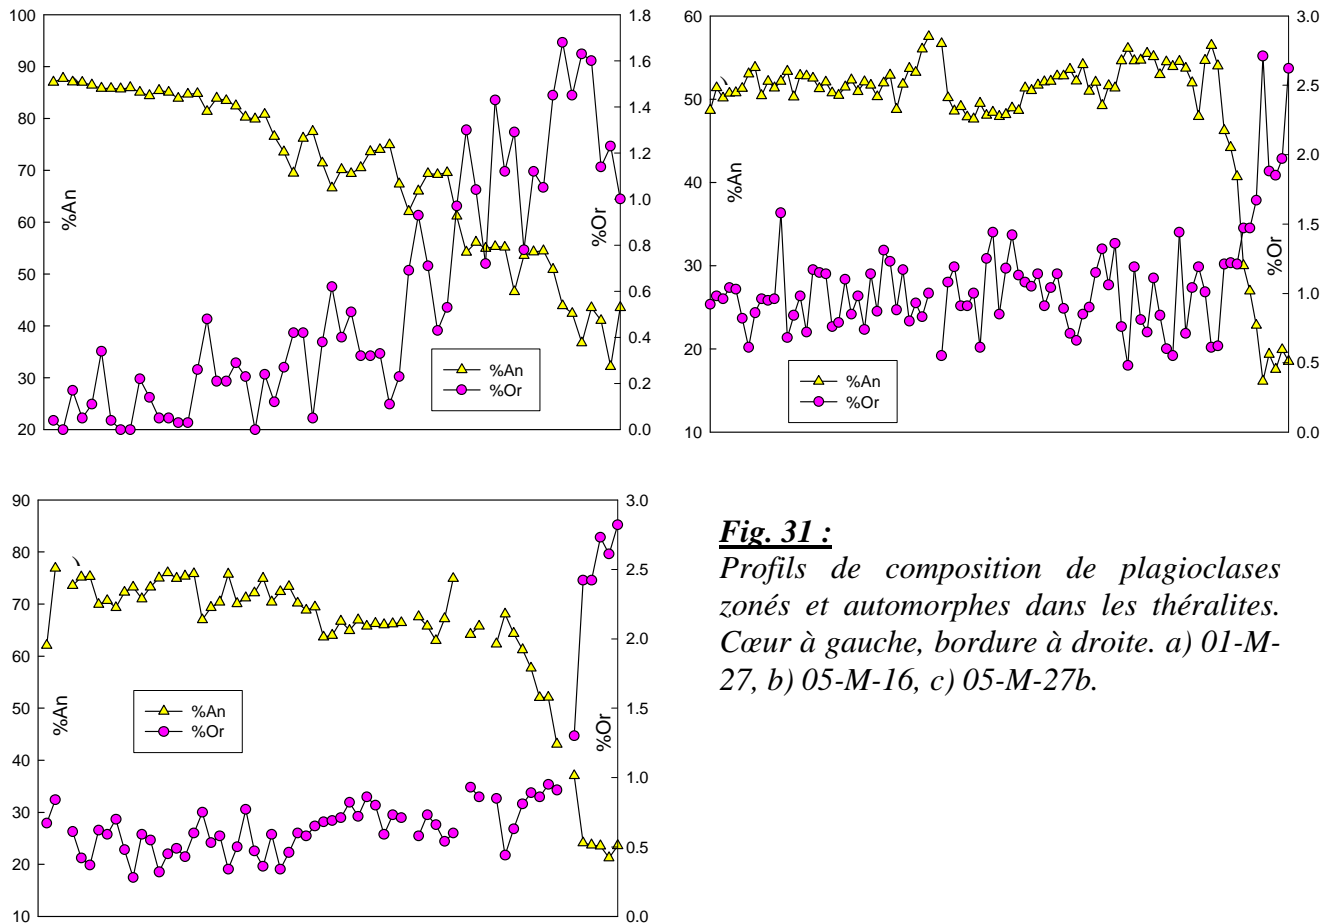 100
90
80
70
60
50
40
30
20
%An
1.8
1.6
1.4
1.2
1.0
0.8
0.6
0.4
0.2
0.0
%Or
%An
%Or
60
50
40
30
20
10
%An
3.0
2.5
2.0
1.5
1.0
0.5
0.0
%Or
%An
%Or
90
80
70
60
50
40
30
20
10
%An
3.0
2.5
2.0
1.5
1.0
0.5
0.0
%Or
%An
%Or
Fig. 31 :
Profils de composition de plagioclases
zonés et automorphes dans les théralites.
Cœur à gauche, bordure à droite. a) 01-M-
27, b) 05-M-16, c) 05-M-27b.